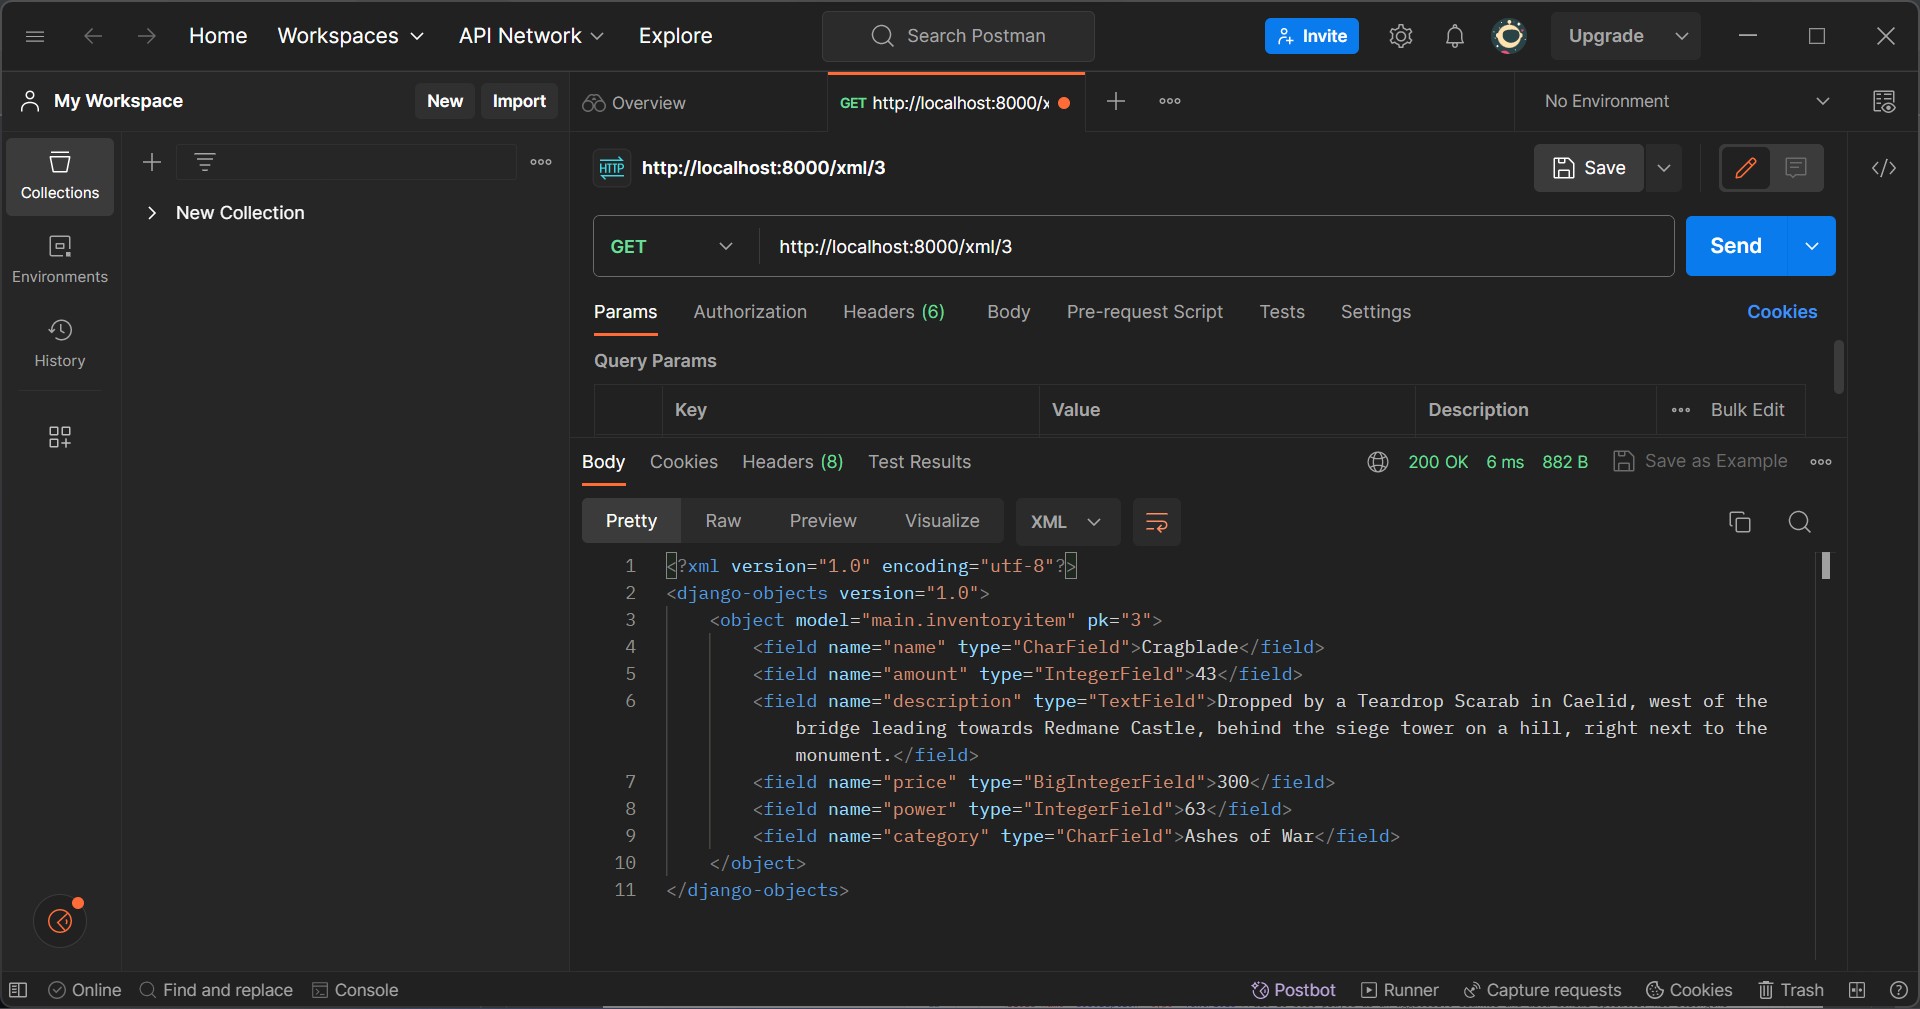 Home
Workspaces
API Network
Explore
Search Postman
Invite
Upgrade
My Workspace
New
Import
Overview
GET http://localhost:8000/x
No Environment
Collections
Environments
History
New Collection
HTTP
http://localhost:8000/xml/3
Save
GET
http://localhost:8000/xml/3
Send
Params
Authorization
Headers (6)
Body
Pre-request Script
Tests
Settings
Cookies
Query Params
Key
Value
Description
Bulk Edit
Body
Cookies
Headers (8)
Test Results
200 OK
6 ms
882 B
Save as Example
Pretty
Raw
Preview
Visualize
XML
1 <?xml version="1.0" encoding="utf-8"?>
2 <django-objects version="1.0">
3 <object model="main.inventoryitem" pk="3">
4 <field name="name" type="CharField">Cragblade</field>
5 <field name="amount" type="IntegerField">43</field>
6 <field name="description" type="TextField">Dropped by a Teardrop Scarab in Caelid, west of the
bridge leading towards Redmane Castle, behind the siege tower on a hill, right next to the
monument.</field>
7 <field name="price" type="BigIntegerField">300</field>
8 <field name="power" type="IntegerField">63</field>
9 <field name="category" type="CharField">Ashes of War</field>
10 </object>
11 </django-objects>
Online
Find and replace
Console
Postbot
Runner
Capture requests
Cookies
Trash